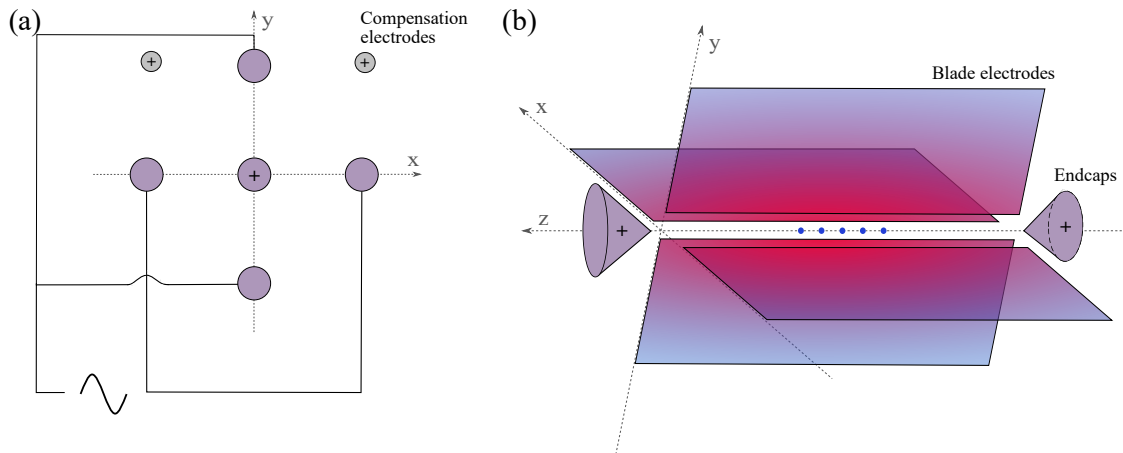 (a)
y
Compensation
electrodes
+
+
x
+
(b)
y
Blade electrodes
x
Endcaps
z
+
+